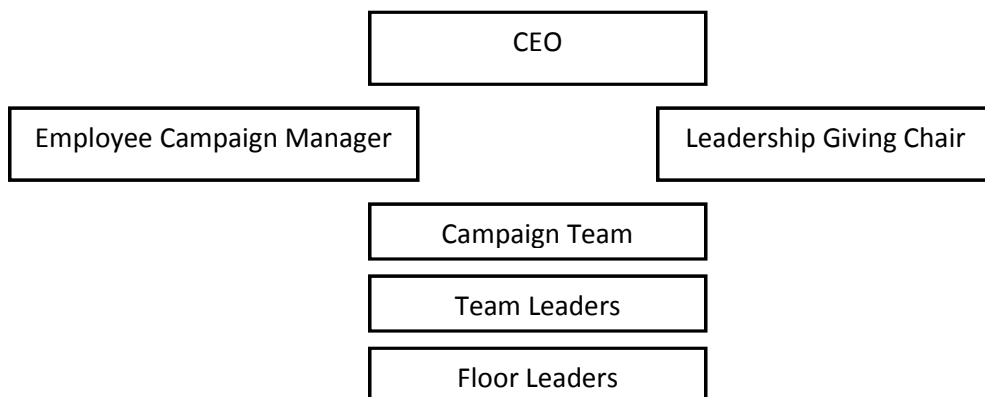 CEO
Employee Campaign Manager
Leadership Giving Chair
Campaign Team
Team Leaders
Floor Leaders